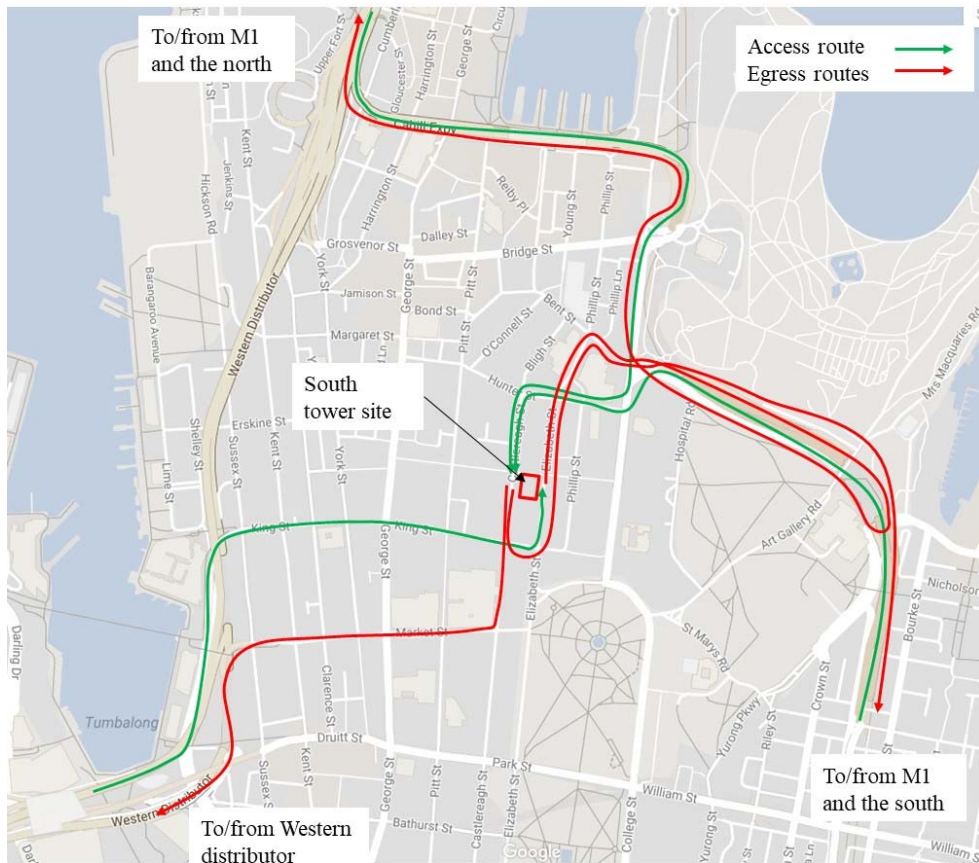 To/from M1
and the north
Access route
Egress routes
Upper Fort St
Cumberl
Gloucester St
Harrington St
George St
Circu
Cahill Expy
Kent St
Jenkins St
Hickson Rd
Harrington St
Reiby Pl
Young St
Phillip St
Dalley St
Grosvenor St
Bridge St
York St
George St
Pitt St
Phillip St
Phillip Ln
Barangaroo Avenue
Western Distributor
Jamison St
Bond St
Bent St
O'Connell St
Margaret St
Pitt St
Bligh St
Mrs Macquaries Rd
South
tower site
Hunter St
Erskine St
Shelley St
Sussex St
Kent St
York St
Lime St
ereagh St
Elizabeth St
Phillip St
Hospital Rd
Art Gallery Rd
King St
King St
George St
Elizabeth St
Nicholson
Bourke St
Market St
St Marys Rd
Darling Dr
Clarence St
Crown St
Yurong Pkwy
Riley St
Tumbalong
Druitt St
Park St
Kent St
Sussex St
George St
Castlereagh St
Elizabeth St
College St
William St
William
Western Distributor
Bathurst St
To/from M1
and the south
To/from Western
distributor
Google